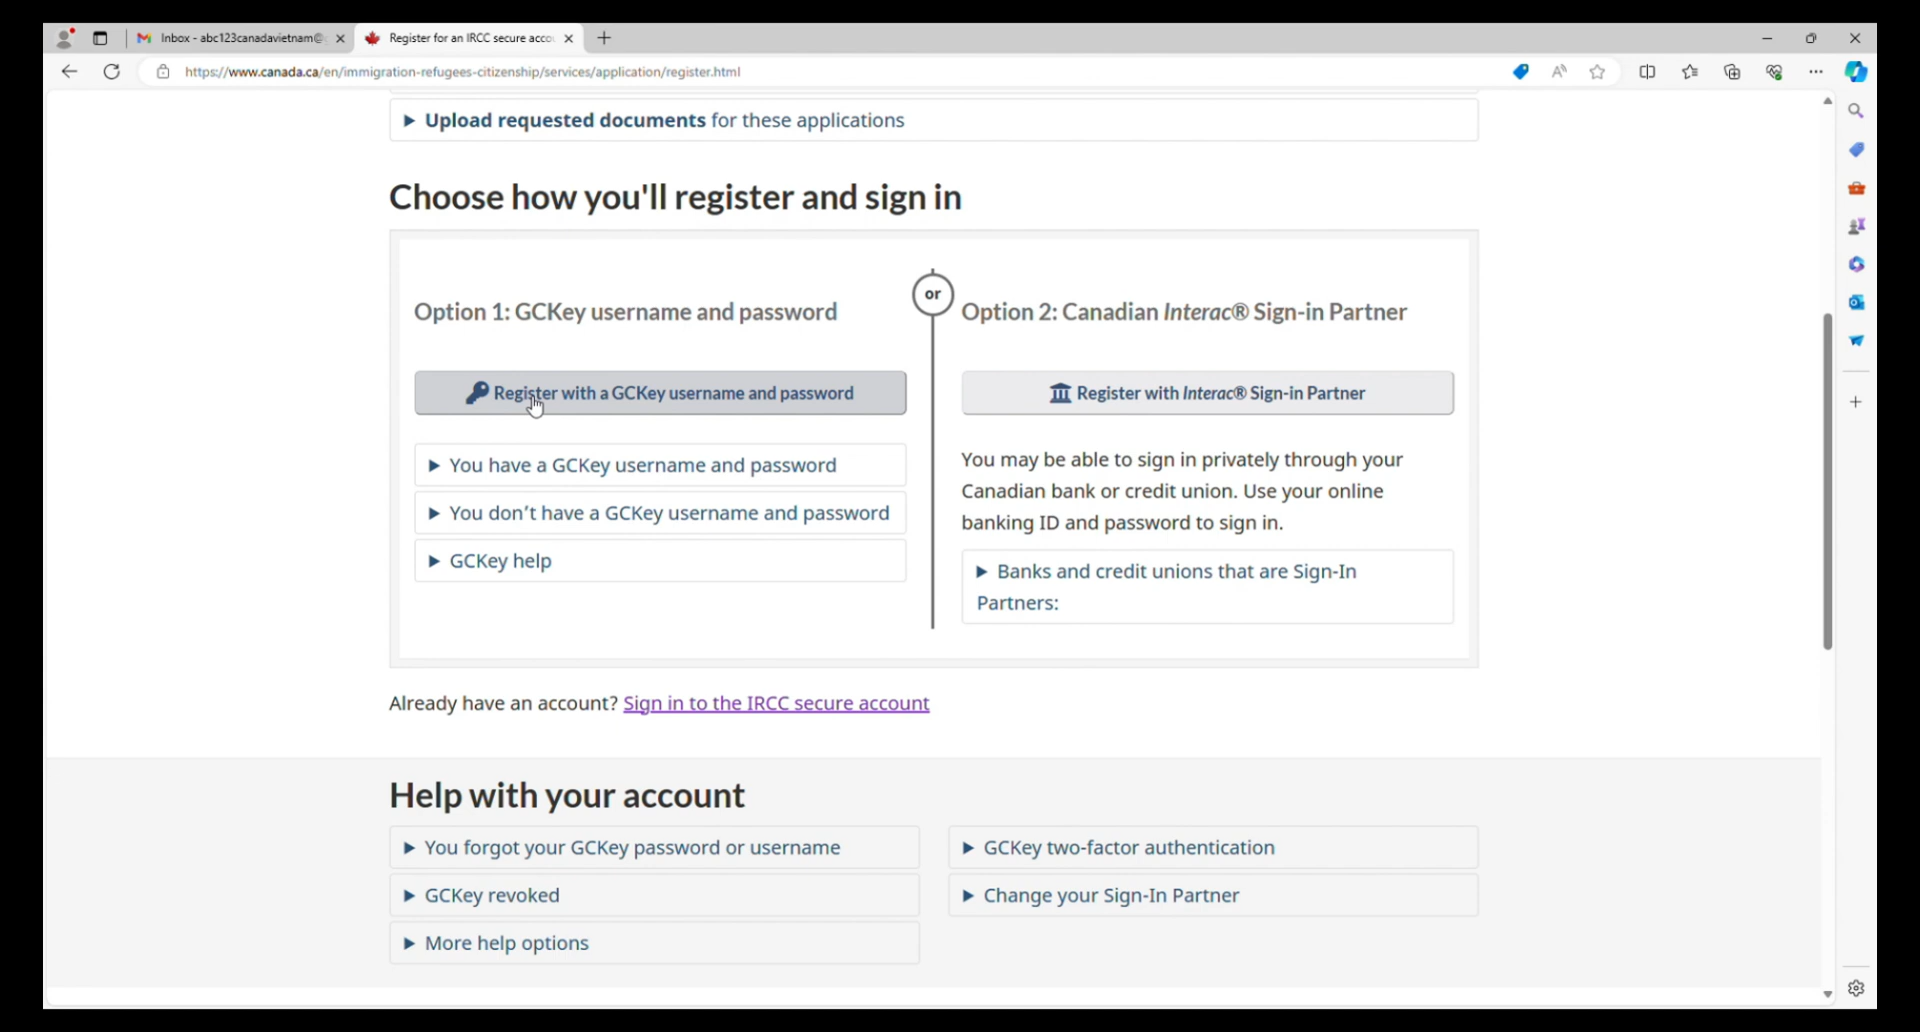 Inbox - abc123canadavietnam@
Register for an IRCC secure acco
https://www.canada.ca/en/immigration-refugees-citizenship/services/application/register.html
Upload requested documents for these applications
Choose how you'll register and sign in
or
Option 1: GCKey username and password
Option 2: Canadian Interac® Sign-in Partner
Register with a GCKey username and password
Register with Interac® Sign-in Partner
You have a GCKey username and password
You don't have a GCKey username and password
GCKey help
You may be able to sign in privately through your
Canadian bank or credit union. Use your online
banking ID and password to sign in.
Banks and credit unions that are Sign-In
Partners:
Already have an account? Sign in to the IRCC secure account
Help with your account
You forgot your GCKey password or username
GCKey two-factor authentication
GCKey revoked
Change your Sign-In Partner
More help options